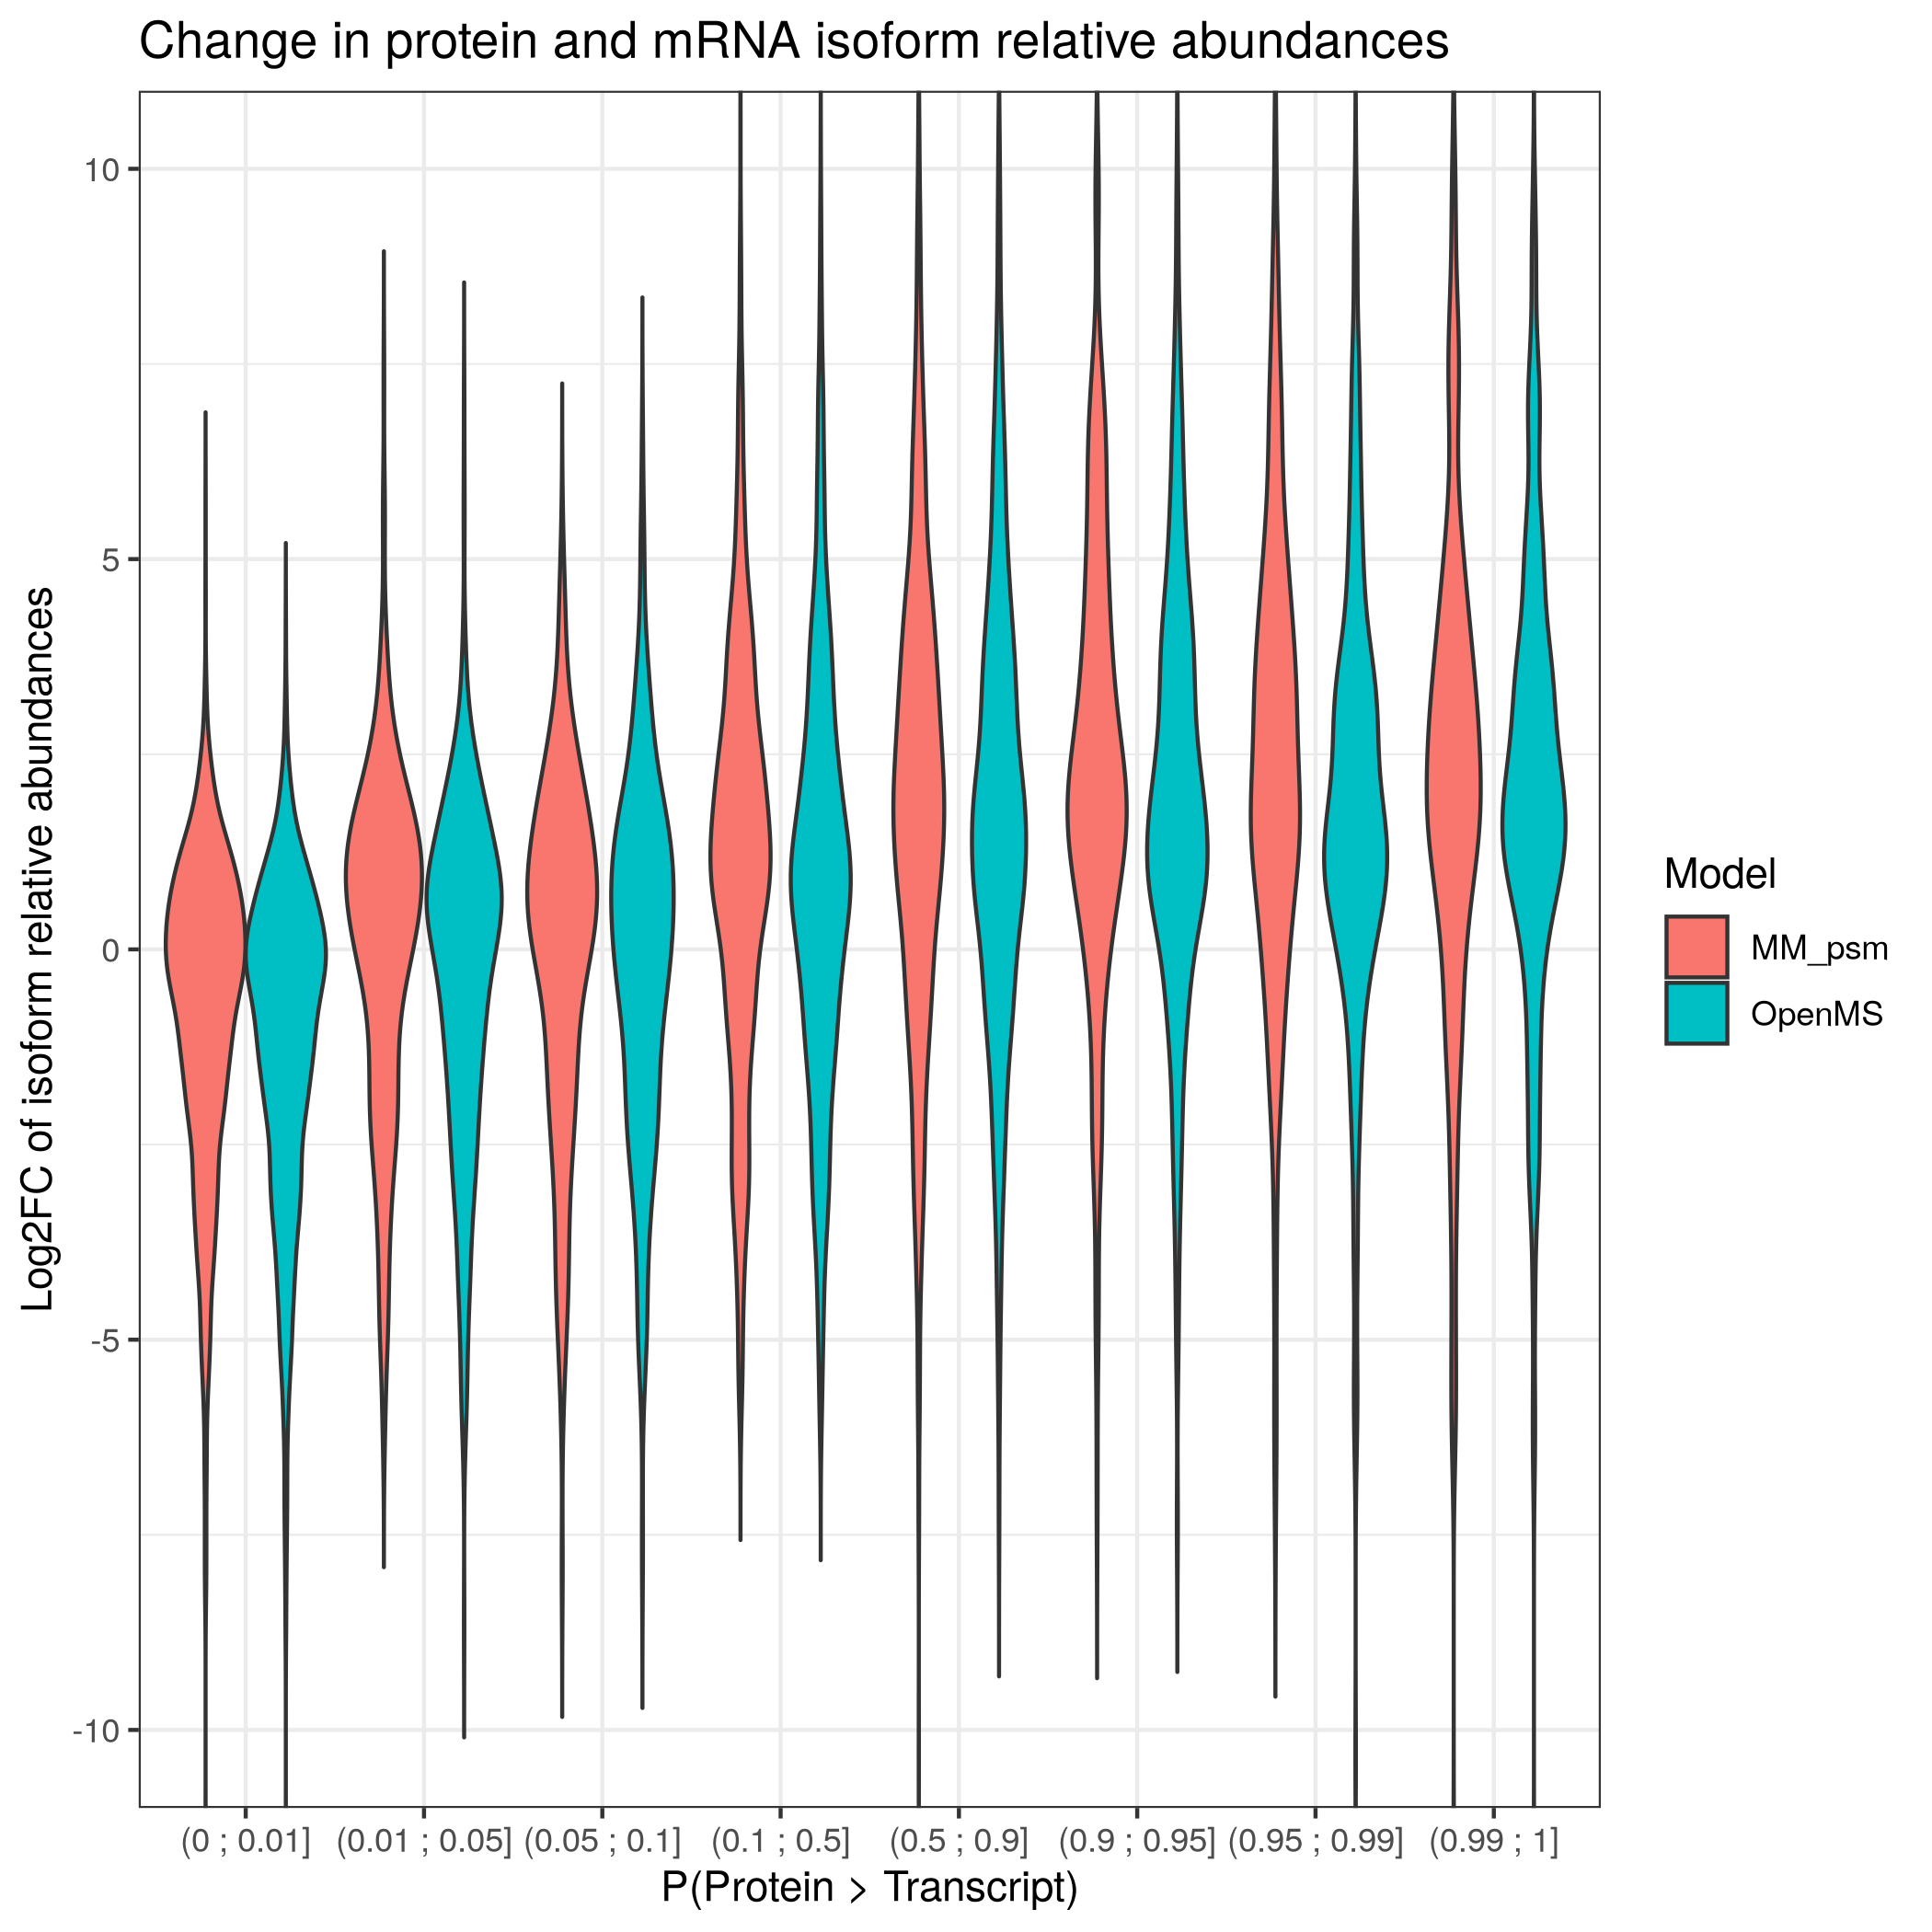 Change in protein and mRNA isoform relative abundances
Log2FC of isoform relative abundances
10
5
0
-5
-10
(0 ; 0.01] (0.01 ; 0.05] (0.05 ; 0.1] (0.1 ; 0.5] (0.5 ; 0.9] (0.9 ; 0.95] (0.95 ; 0.99] (0.99 ; 1]
P(Protein > Transcript)
Model
MM_psm
OpenMS